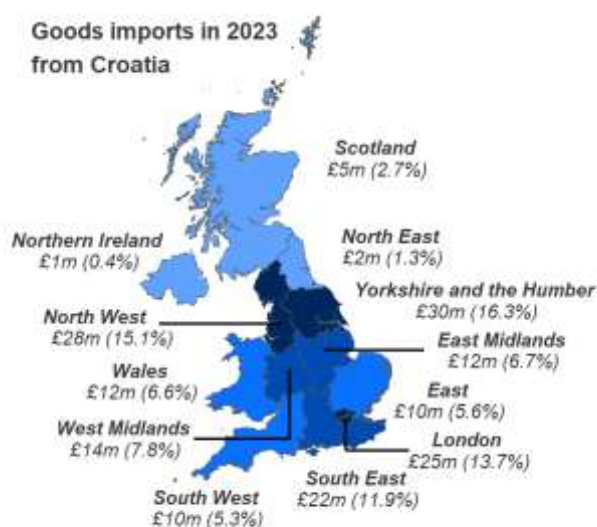 Goods imports in 2023
from Croatia
Scotland
£5m (2.7%)
Northern Ireland
£1m (0.4%)
North East
£2m (1.3%)
Yorkshire and the Humber
£30m (16.3%)
North West
£28m (15.1%)
East Midlands
£12m (6.7%)
Wales
£12m (6.6%)
East
£10m (5.6%)
West Midlands
£14m (7.8%)
London
£25m (13.7%)
South East
£22m (11.9%)
South West
£10m (5.3%)